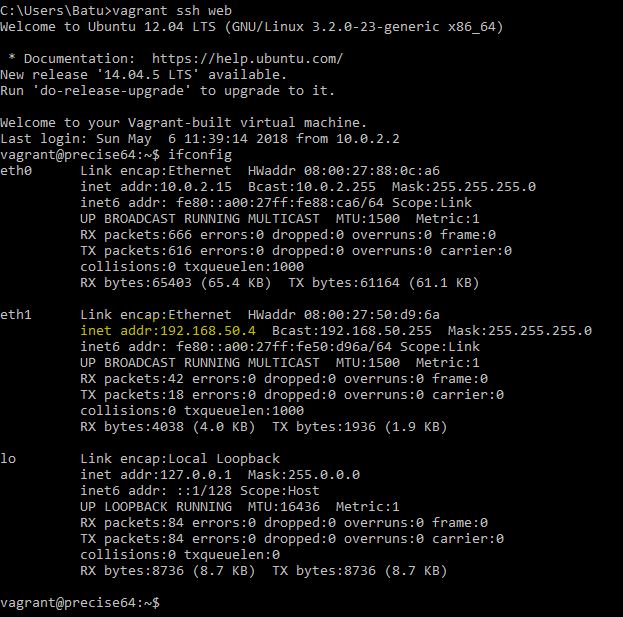 C:\Users\Batu>vagrant ssh web
Welcome to Ubuntu 12.04 LTS (GNU/Linux 3.2.0-23-generic x86_64)
 * Documentation:  https://help.ubuntu.com/
New release '14.04.5 LTS' available.
Run 'do-release-upgrade' to upgrade to it.
Welcome to your Vagrant-built virtual machine.
Last login: Sun May  6 11:39:14 2018 from 10.0.2.2
vagrant@precise64:~$ ifconfig
eth0      Link encap:Ethernet  HWaddr 08:00:27:88:0c:a6
          inet addr:10.0.2.15  Bcast:10.0.2.255  Mask:255.255.255.0
          inet6 addr: fe80::a00:27ff:fe88:ca6/64 Scope:Link
          UP BROADCAST RUNNING MULTICAST  MTU:1500  Metric:1
          RX packets:666 errors:0 dropped:0 overruns:0 frame:0
          TX packets:616 errors:0 dropped:0 overruns:0 carrier:0
          collisions:0 txqueuelen:1000
          RX bytes:65403 (65.4 KB)  TX bytes:61164 (61.1 KB)
eth1      Link encap:Ethernet  HWaddr 08:00:27:50:d9:6a
          inet addr:192.168.50.4  Bcast:192.168.50.255  Mask:255.255.255.0
          inet6 addr: fe80::a00:27ff:fe50:d96a/64 Scope:Link
          UP BROADCAST RUNNING MULTICAST  MTU:1500  Metric:1
          RX packets:42 errors:0 dropped:0 overruns:0 frame:0
          TX packets:18 errors:0 dropped:0 overruns:0 carrier:0
          collisions:0 txqueuelen:1000
          RX bytes:4038 (4.0 KB)  TX bytes:1936 (1.9 KB)
lo        Link encap:Local Loopback
          inet addr:127.0.0.1  Mask:255.0.0.0
          inet6 addr: ::1/128 Scope:Host
          UP LOOPBACK RUNNING  MTU:16436  Metric:1
          RX packets:84 errors:0 dropped:0 overruns:0 frame:0
          TX packets:84 errors:0 dropped:0 overruns:0 carrier:0
          collisions:0 txqueuelen:0
          RX bytes:8736 (8.7 KB)  TX bytes:8736 (8.7 KB)
vagrant@precise64:~$